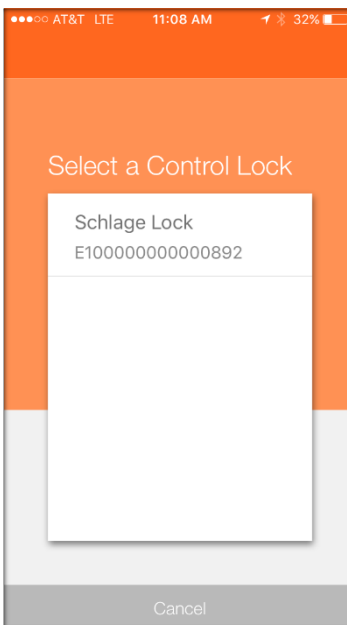 AT&T LTE 11:08 AM 32%
Select a Control Lock
Schlage Lock
E100000000000892
Cancel